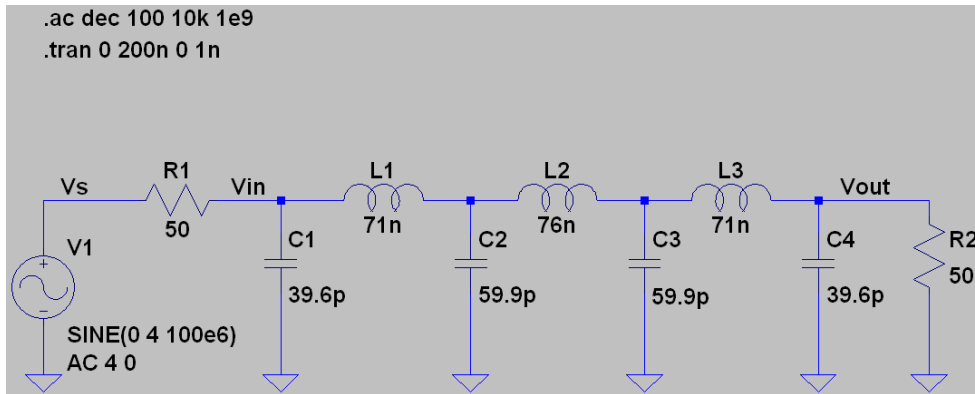 .ac dec 100 10k 1e9
.tran 0 200n 0 1n
R1
L1
L2
L3
Vs
Vin
Vout
50
71n
76n
71n
V1
C1
C2
C3
C4
R2
+
-
39.6p
59.9p
59.9p
39.6p
50
SINE(0 4 100e6)
AC 4 0